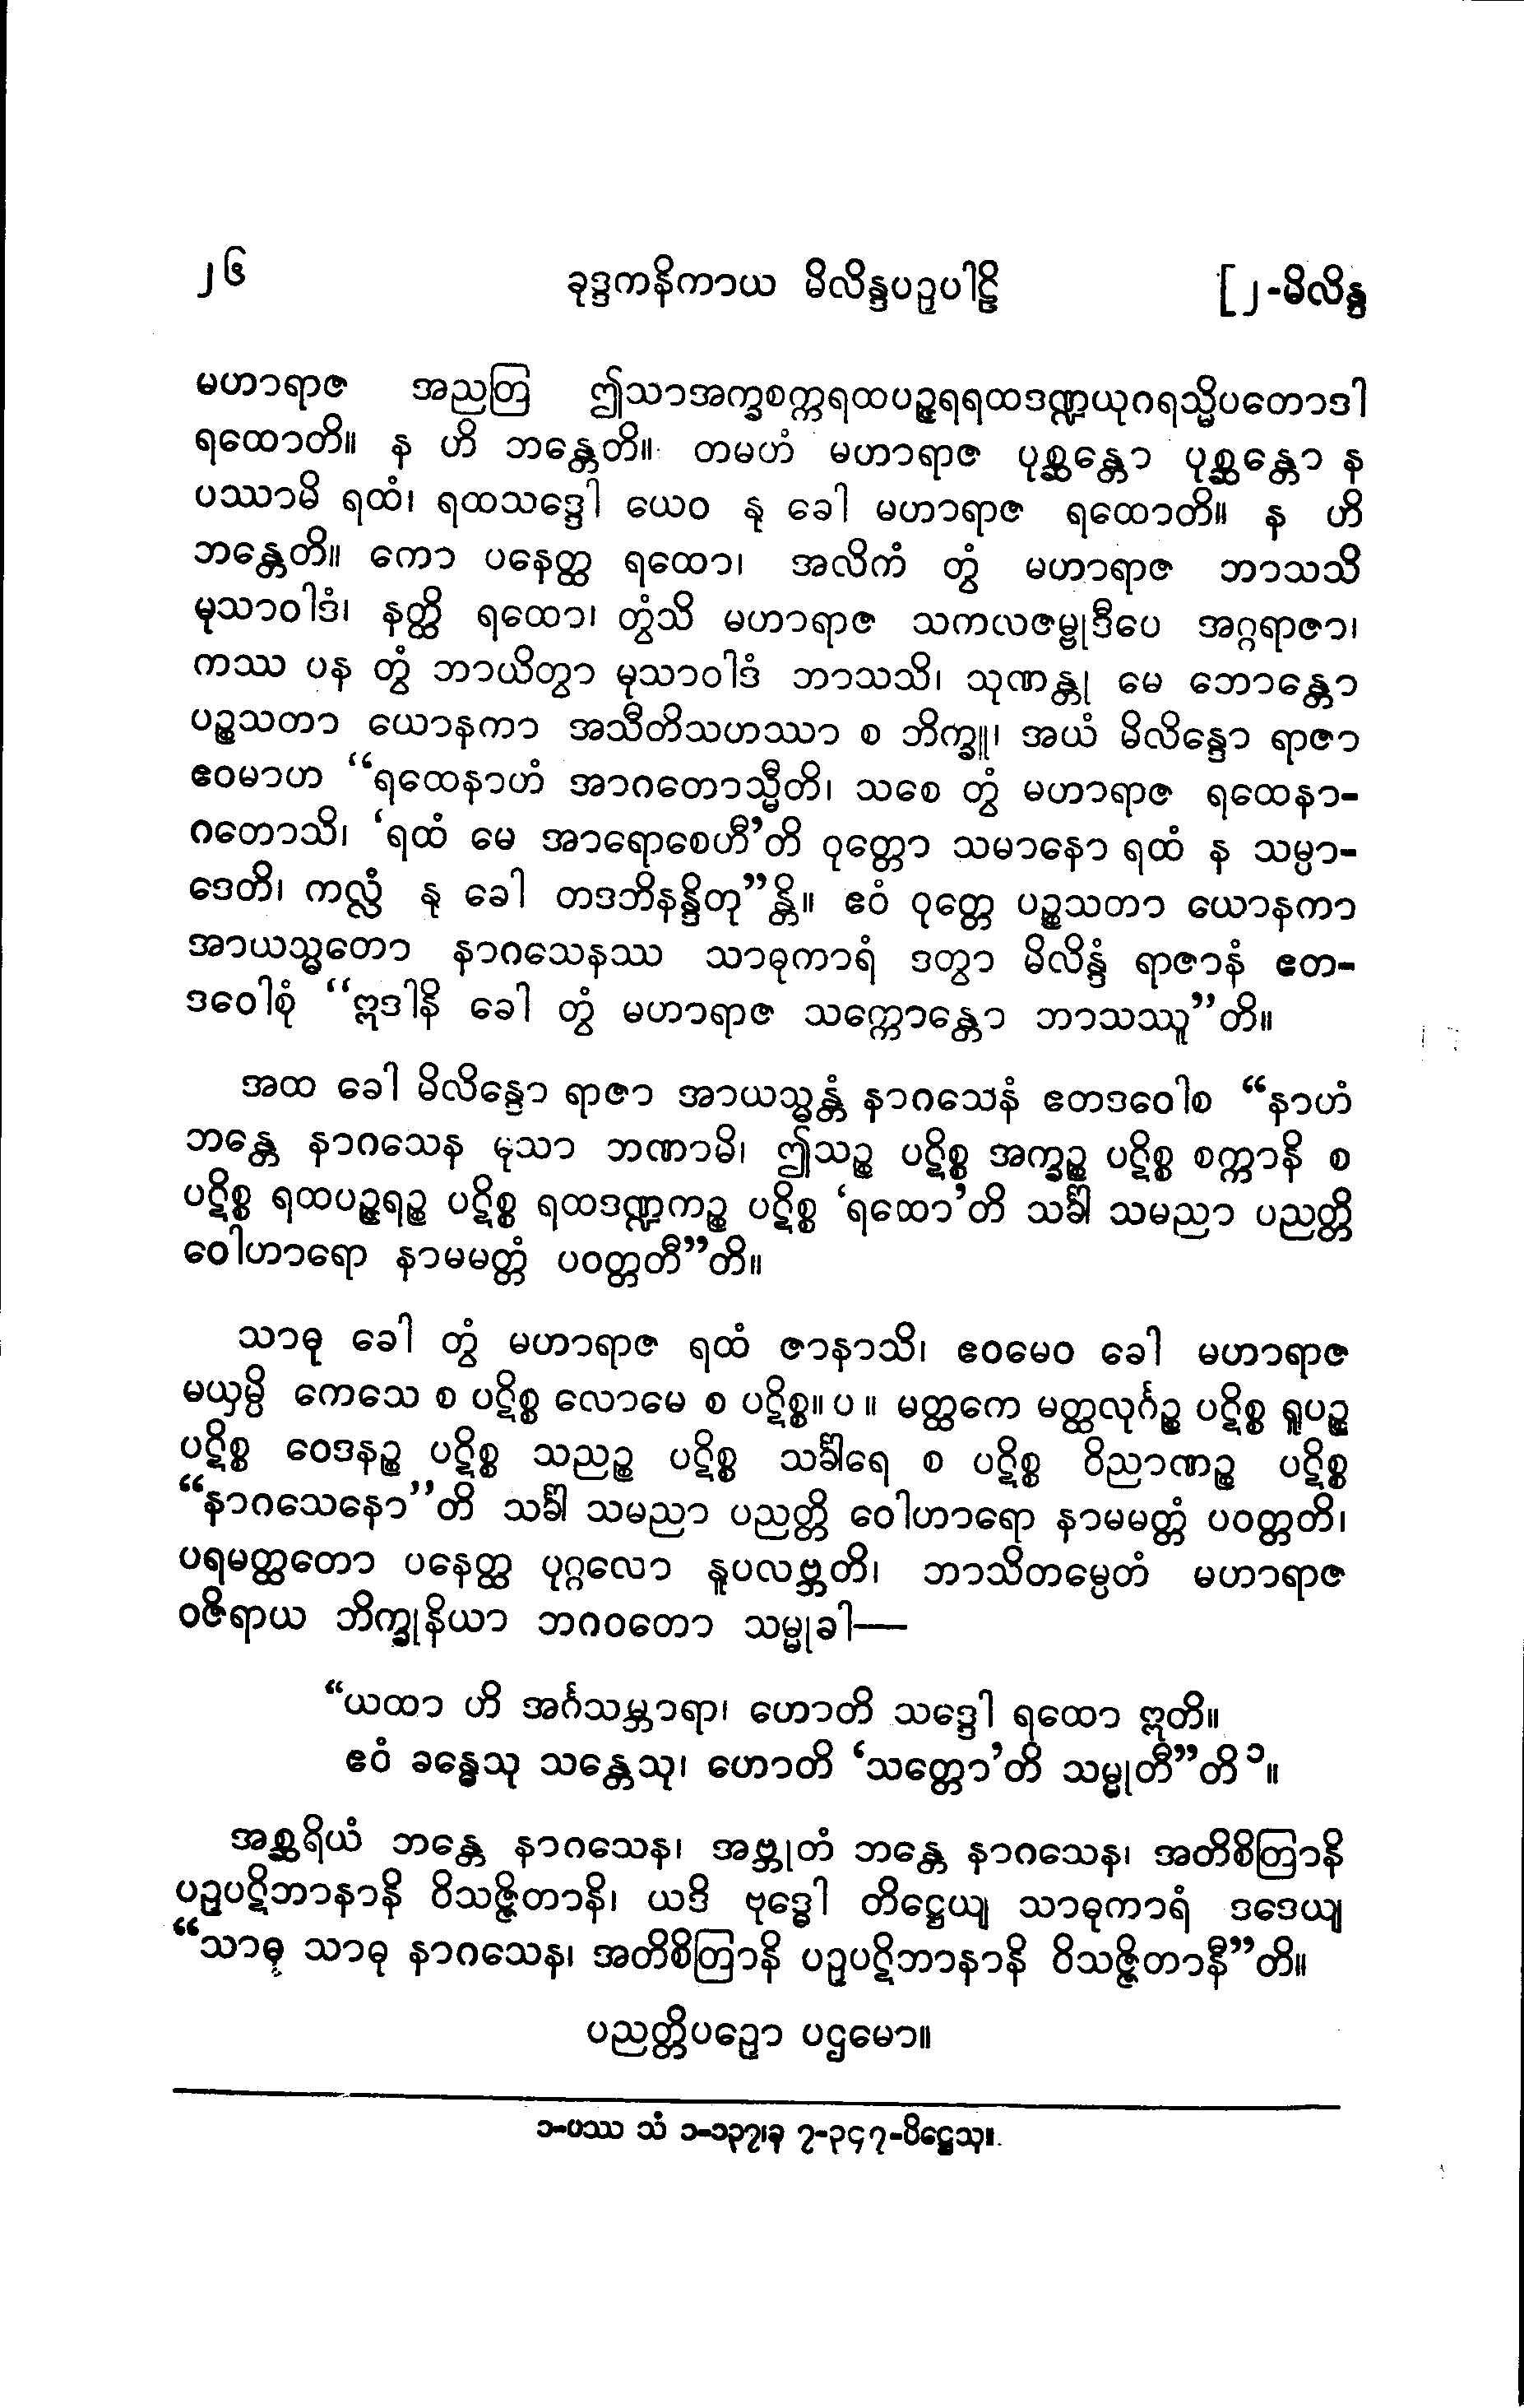 ၂၆ ခုဒ္ဒကနိကာယ မိလိန္ဒပဉှပါဠိ [၂-မိလိန္ဒ
မဟာရာဇ အညတြ ဤသာအက္ခစက္ကရထပဉ္ဇရရထဒဏ္ဍယုဂရသ္မိပတောဒါ
ရထောတိ။ န ဟိ ဘန္တေတိ။ တမဟံ မဟာရာဇ ပုစ္ဆန္တော ပုစ္ဆန္တော န
ပဿာမိ ရထံ၊ ရထသဒ္ဒေါ ယေဝ နု ခေါ မဟာရာဇ ရထောတိ။ န ဟိ
ဘန္တေတိ။ ကော ပနေတ္ထ ရထော၊ အလိကံ တွံ မဟာရာဇ ဘာသသိ
မုသာဝါဒံ၊ နတ္ထိ ရထော၊ တွံသိ မဟာရာဇ သကလဇမ္ဗုဒီပေ အဂ္ဂရာဇာ၊
ကဿ ပန တွံ ဘာယိတွာ မုသာဝါဒံ ဘာသသိ၊ သုဏန္တု မေ ဘောန္တော
ပဉ္စသတာ ယောနကာ အသီတိသဟဿာ စ ဘိက္ခူ၊ အယံ မိလိန္ဒော ရာဇာ
ဧဝမာဟ “ရထေနာဟံ အာဂတောသ္မီတိ၊ သစေ တွံ မဟာရာဇ ရထေနာ-
ဂတောသိ၊ ‘ရထံ မေ အာရောစေဟီ’တိ ဝုတ္တော သမာနော ရထံ န သမ္ပာ-
ဒေတိ၊ ကလ္လံ နု ခေါ တဒဘိနန္ဒိတု”န္တိ။ ဧဝံ ဝုတ္တေ ပဉ္စသတာ ယောနကာ
အာယသ္မတော နာဂသေနဿ သာဓုကာရံ ဒတွာ မိလိန္ဒံ ရာဇာနံ ဧတ-
ဒဝေါစုံ “ဣဒါနိ ခေါ တွံ မဟာရာဇ သက္ကောန္တော ဘာသဿူ”တိ။
အထ ခေါ မိလိန္ဒော ရာဇာ အာယသ္မန္တံ နာဂသေနံ ဧတဒဝေါစ “နာဟံ
ဘန္တေ နာဂသေန မုသာ ဘဏာမိ၊ ဤသဉ္စ ပဋိစ္စ အက္ခဉ္စ ပဋိစ္စ စက္ကာနိ စ
ပဋိစ္စ ရထပဉ္ဇရဉ္စ ပဋိစ္စ ရထဒဏ္ဍကဉ္စ ပဋိစ္စ ‘ရထော’တိ သင်္ခါ သမညာ ပညတ္တိ
ဝေါဟာရော နာမမတ္တံ ပဝတ္တတီ”တိ။
သာဓု ခေါ တွံ မဟာရာဇ ရထံ ဇာနာသိ၊ ဧဝမေဝ ခေါ မဟာရာဇ
မယှမ္ပိ ကေသေ စ ပဋိစ္စ လောမေ စ ပဋိစ္စ။ ပ ။ မတ္ထကေ မတ္ထလုင်္ဂဉ္စ ပဋိစ္စ ရူပဉ္စ
ပဋိစ္စ ဝေဒနဉ္စ ပဋိစ္စ သညဉ္စ ပဋိစ္စ သင်္ခါရေ စ ပဋိစ္စ ဝိညာဏဉ္စ ပဋိစ္စ
“နာဂသေနော”တိ သင်္ခါ သမညာ ပညတ္တိ ဝေါဟာရော နာမမတ္တံ ပဝတ္တတိ၊
ပရမတ္ထတော ပနေတ္ထ ပုဂ္ဂလော နူပလဗ္ဘတိ၊ ဘာသိတမ္ပေတံ မဟာရာဇ
ဝဇိရာယ ဘိက္ခုနိယာ ဘဂဝတော သမ္မုခါ—
“ယထာ ဟိ အင်္ဂသမ္ဘာရာ၊ ဟောတိ သဒ္ဒေါ ရထော ဣတိ။
ဧဝံ ခန္ဓေသု သန္တေသု၊ ဟောတိ ‘သတ္တော’တိ သမ္မုတီ”တိ ၁။
အစ္ဆရိယံ ဘန္တေ နာဂသေန၊ အဗ္ဘုတံ ဘန္တေ နာဂသေန၊ အတိစိတြာနိ
ပဉှပဋိဘာနာနိ ဝိသဇ္ဇိတာနိ၊ ယဒိ ဗုဒ္ဓေါ တိဋ္ဌေယျ သာဓုကာရံ ဒဒေယျ
“သာဓု သာဓု နာဂသေန၊ အတိစိတြာနိ ပဉှပဋိဘာနာနိ ဝိသဇ္ဇိတာနီ”တိ။
ပညတ္တိပဉှော ပဌမော။
၁-ပဿ သံ ၁-၁၃၇၊ခု ၇-၃၄၇-ပိဋ္ဌေသု။